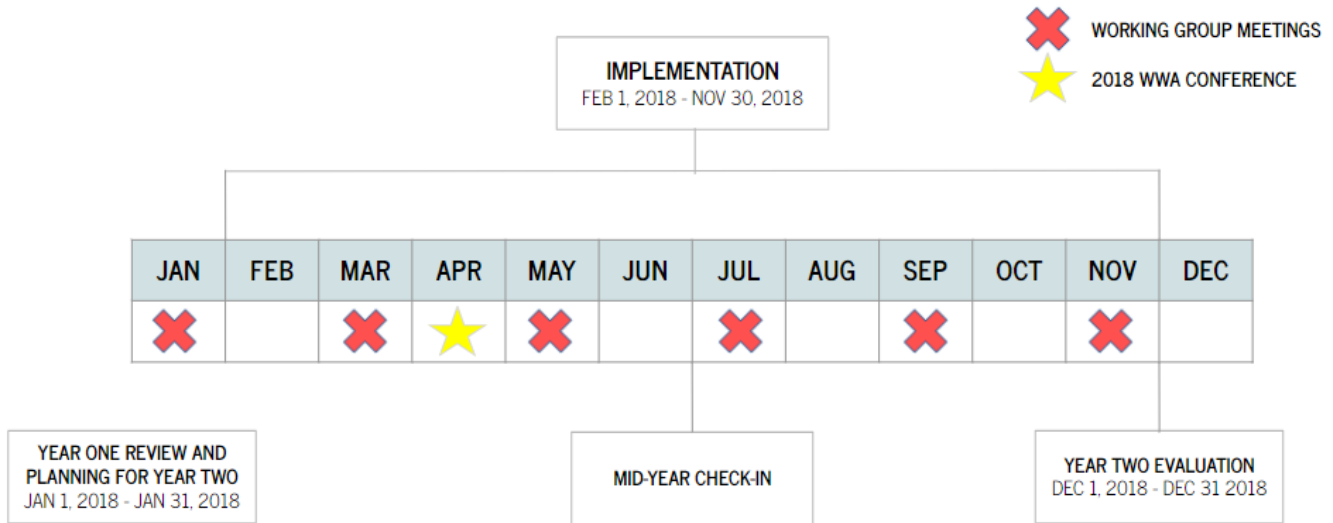 WORKING GROUP MEETINGS
2018 WWA CONFERENCE
IMPLEMENTATION
FEB 1, 2018 - NOV 30, 2018
JAN FEB MAR APR MAY JUN JUL AUG SEP OCT NOV DEC
YEAR ONE REVIEW AND
PLANNING FOR YEAR TWO
JAN 1, 2018 - JAN 31, 2018
MID-YEAR CHECK-IN
YEAR TWO EVALUATION
DEC 1, 2018 - DEC 31 2018